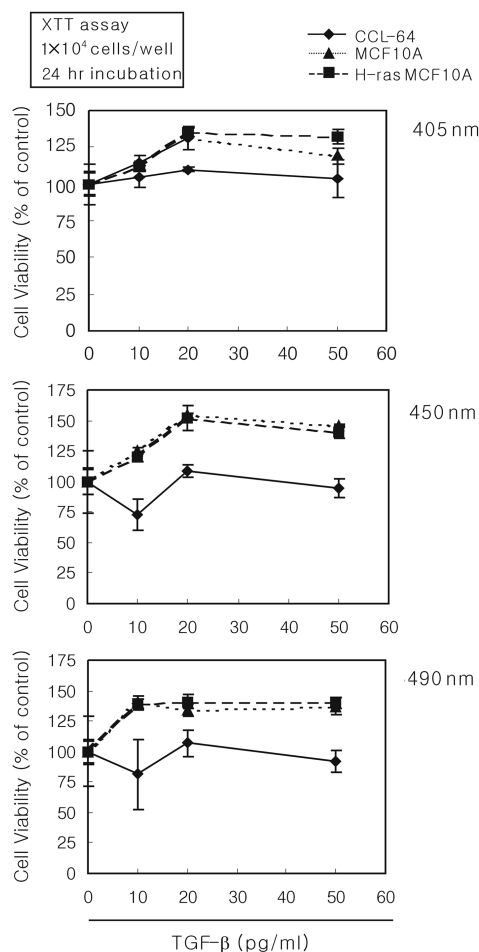 XTT assay
1×10⁴ cells/well
24 hr incubation
CCL-64
MCF10A
H-ras MCF10A
405 nm
Cell Viability (% of control)
150
125
100
75
50
25
0
0 10 20 30 40 50 60
450 nm
Cell Viability (% of control)
175
150
125
100
75
50
25
0
0 10 20 30 40 50 60
490 nm
Cell Viability (% of control)
175
150
125
100
75
50
25
0
0 10 20 30 40 50 60
TGF-β (pg/ml)